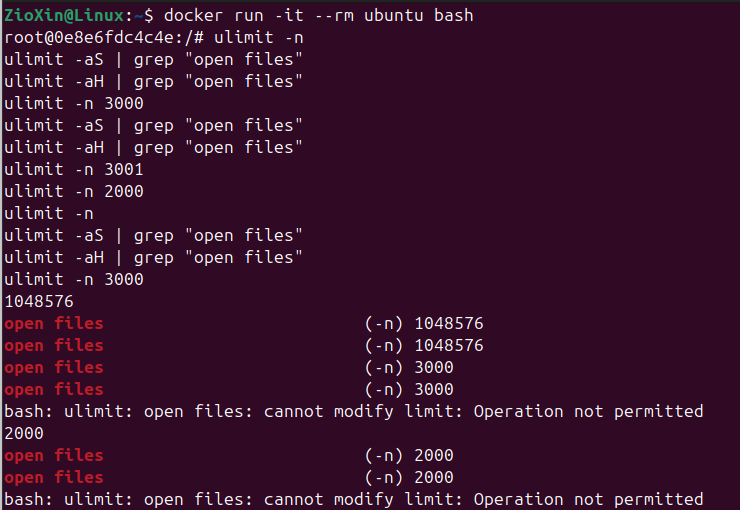 ZioXin@Linux:~$ docker run -it --rm ubuntu bash
root@0e8e6fdc4c4e:/# ulimit -n
ulimit -aS | grep "open files"
ulimit -aH | grep "open files"
ulimit -n 3000
ulimit -aS | grep "open files"
ulimit -aH | grep "open files"
ulimit -n 3001
ulimit -n 2000
ulimit -n
ulimit -aS | grep "open files"
ulimit -aH | grep "open files"
ulimit -n 3000
1048576
open files                          (-n) 1048576
open files                          (-n) 1048576
open files                          (-n) 3000
open files                          (-n) 3000
bash: ulimit: open files: cannot modify limit: Operation not permitted
2000
open files                          (-n) 2000
open files                          (-n) 2000
bash: ulimit: open files: cannot modify limit: Operation not permitted